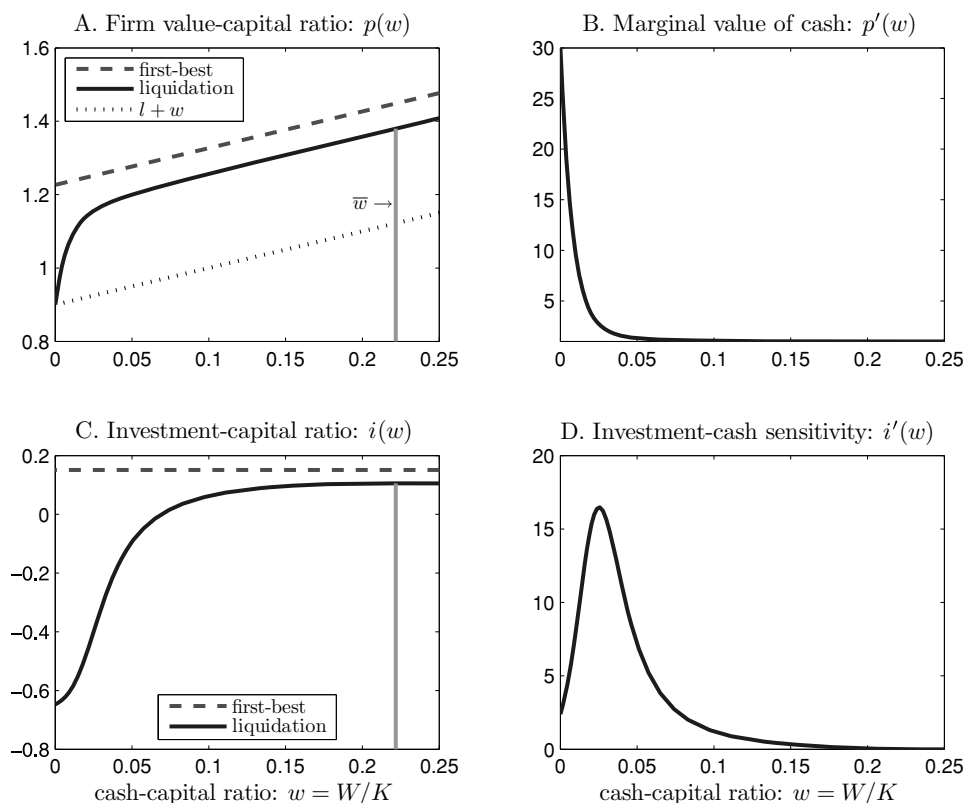 A. Firm value-capital ratio: p(w)
1.6
1.4
1.2
1
0.8
first-best
liquidation
l + w
w̅ →
0 0.05 0.1 0.15 0.2 0.25
B. Marginal value of cash: p′(w)
30
25
20
15
10
5
0 0.05 0.1 0.15 0.2 0.25
C. Investment-capital ratio: i(w)
0.2
0
−0.2
−0.4
−0.6
−0.8
first-best
liquidation
0 0.05 0.1 0.15 0.2 0.25
cash-capital ratio: w = W/K
D. Investment-cash sensitivity: i′(w)
20
15
10
5
0
0 0.05 0.1 0.15 0.2 0.25
cash-capital ratio: w = W/K